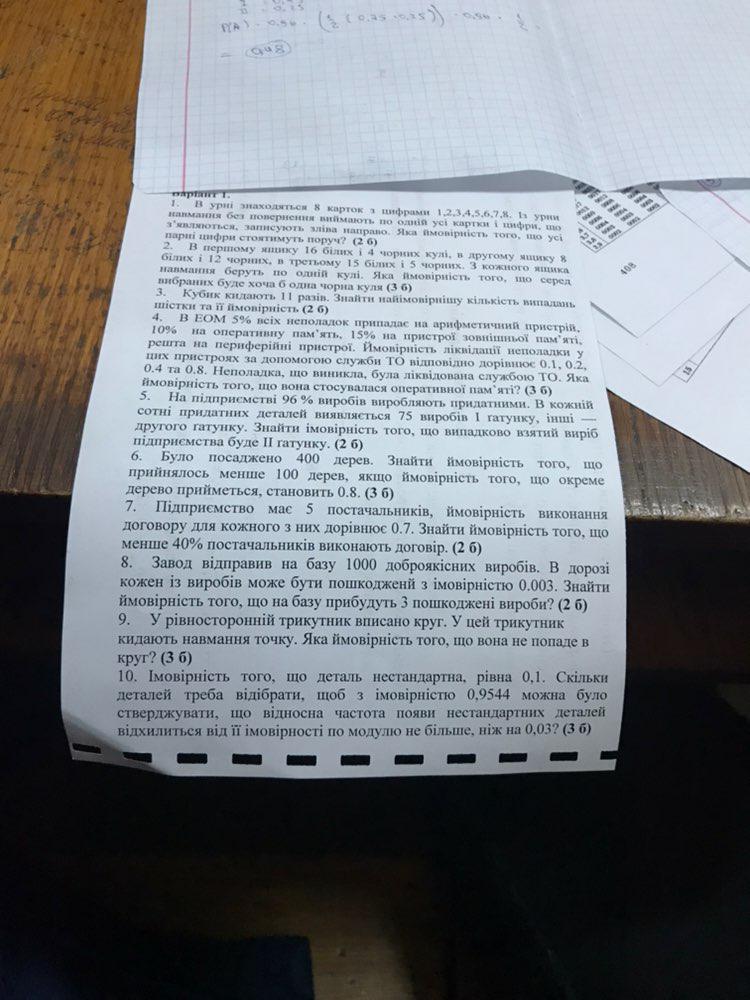 P(A) = 0,96 · (1/2 (0,75 · 0,25)) · 0,96 · 1/2
= 0,48
Варіант 1.
1. В урні знаходяться 8 карток з цифрами 1,2,3,4,5,6,7,8. Із урни
навмання без повернення виймають по одній усі картки і цифри, що
з’являються, записують зліва направо. Яка ймовірність того, що усі
парні цифри стоятимуть поруч? (2 б)
2. В першому ящику 16 білих і 4 чорних кулі, в другому ящику 8
білих і 12 чорних, в третьому 15 білих і 5 чорних. З кожного ящика
навмання беруть по одній кулі. Яка ймовірність того, що серед
вибраних буде хоча б одна чорна куля (3 б)
3. Кубик кидають 11 разів. Знайти найімовірнішу кількість випадань
шістки та її ймовірність (2 б)
4. В ЕОМ 5% всіх неполадок припадає на арифметичний пристрій,
10% на оперативну пам’ять, 15% на пристрої зовнішньої пам’яті,
решта на периферійні пристрої. Ймовірність ліквідації неполадки у
цих пристроях за допомогою служби ТО відповідно дорівнює 0.1, 0.2,
0.4 та 0.8. Неполадка, що виникла, була ліквідована службою ТО. Яка
ймовірність того, що вона стосувалася оперативної пам’яті? (3 б)
5. На підприємстві 96 % виробів виробляють придатними. В кожній
сотні придатних деталей виявляється 75 виробів І ґатунку, інші —
другого ґатунку. Знайти імовірність того, що випадково взятий виріб
підприємства буде ІІ ґатунку. (2 б)
6. Було посаджено 400 дерев. Знайти ймовірність того, що
прийнялось менше 100 дерев, якщо ймовірність того, що окреме
дерево прийметься, становить 0.8. (3 б)
7. Підприємство має 5 постачальників, ймовірність виконання
договору для кожного з них дорівнює 0.7. Знайти ймовірність того, що
менше 40% постачальників виконають договір. (2 б)
8. Завод відправив на базу 1000 доброякісних виробів. В дорозі
кожен із виробів може бути пошкодженй з імовірністю 0.003. Знайти
ймовірність того, що на базу прибудуть 3 пошкоджені вироби? (2 б)
9. У рівносторонній трикутник вписано круг. У цей трикутник
кидають навмання точку. Яка ймовірність того, що вона не попаде в
круг? (3 б)
10. Імовірність того, що деталь нестандартна, рівна 0,1. Скільки
деталей треба відібрати, щоб з імовірністю 0,9544 можна було
стверджувати, що відносна частота появи нестандартних деталей
відхилиться від її імовірності по модулю не більше, ніж на 0,03? (3 б)
408
15